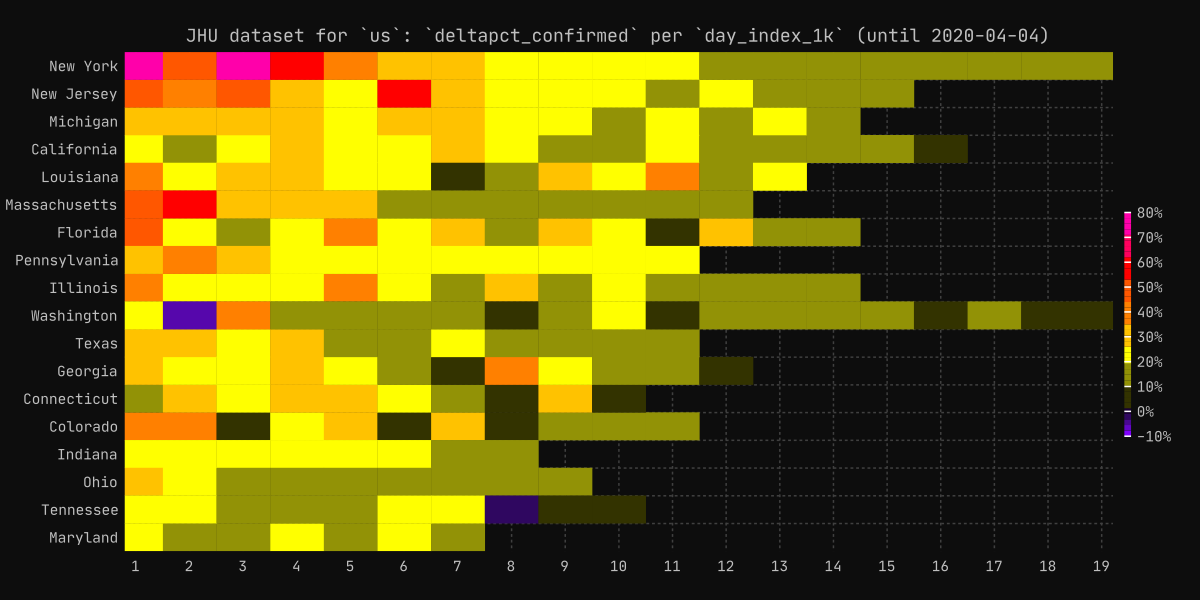 JHU dataset for `us`: `deltapct_confirmed` per `day_index_1k` (until 2020-04-04)
New York
New Jersey
Michigan
California
Louisiana
Massachusetts
Florida
Pennsylvania
Illinois
Washington
Texas
Georgia
Connecticut
Colorado
Indiana
Ohio
Tennessee
Maryland
1 2 3 4 5 6 7 8 9 10 11 12 13 14 15 16 17 18 19
80%
70%
60%
50%
40%
30%
20%
10%
0%
-10%